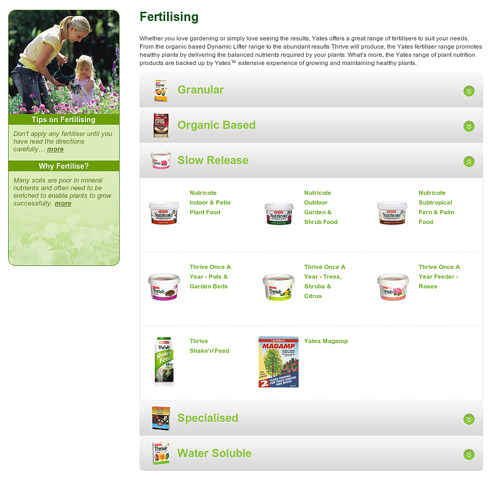 Fertilising
Whether you love gardening or simply love seeing the results, Yates offers a great range of fertilisers to suit your needs.
From the organic based Dynamic Lifter range to the abundant results Thrive will produce, the Yates fertiliser range promotes
healthy plants by delivering the balanced nutrients required by your plants. What's more, the Yates range of plant nutrition
products are backed up by Yates™ extensive experience of growing and maintaining healthy plants.
Tips on Fertilising
Don't apply any fertiliser until you
have read the directions
carefully... more
Why Fertilise?
Many soils are poor in mineral
nutrients and often need to be
enriched to enable plants to grow
successfully. more
Granular
Organic Based
Slow Release
Nutricote
Indoor & Patio
Plant Food
Nutricote
Outdoor
Garden &
Shrub Food
Nutricote
Subtropical
Fern & Palm
Food
Thrive Once A
Year - Pots &
Garden Beds
Thrive Once A
Year - Trees,
Shrubs &
Citrus
Thrive Once A
Year Feeder -
Roses
Thrive
Shake'n'Feed
Yates Magamp
MAGAMP
2
Specialised
Water Soluble